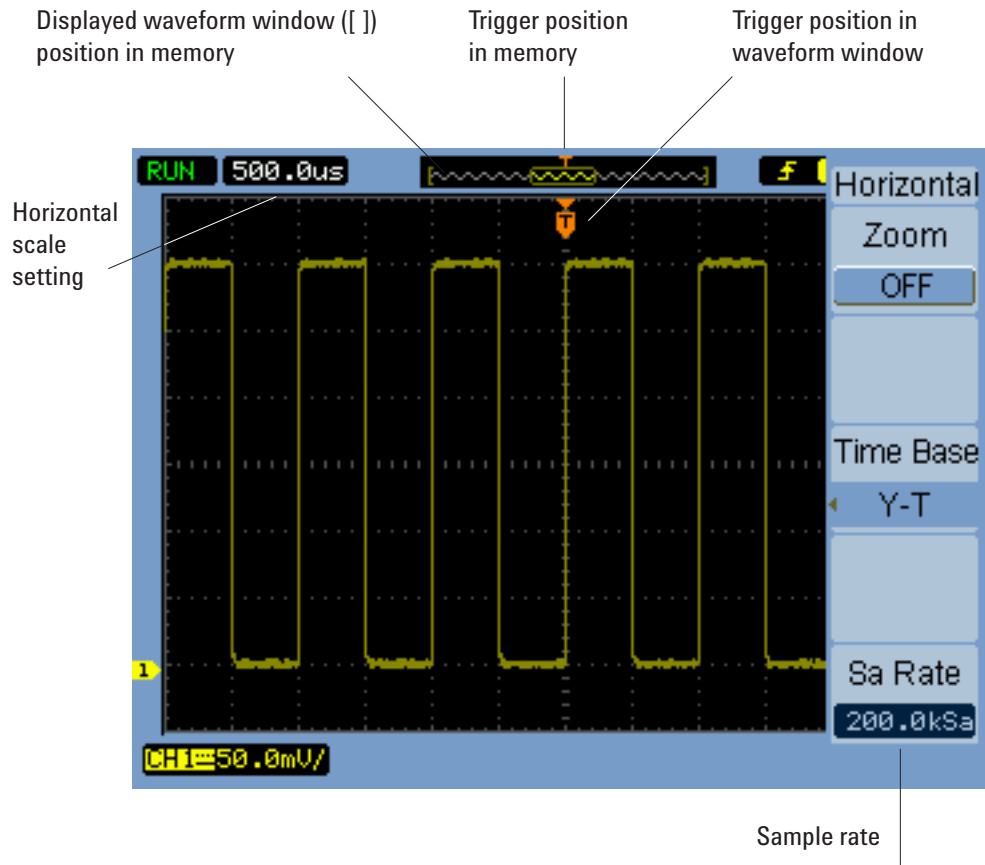 Displayed waveform window ([ ])
position in memory
Trigger position
in memory
Trigger position in
waveform window
RUN 500.0us
T
Horizontal
scale
setting
T
Horizontal
Zoom
OFF
Time Base
Y-T
1
Sa Rate
200.0kSa
CH1 50.0mV/
Sample rate